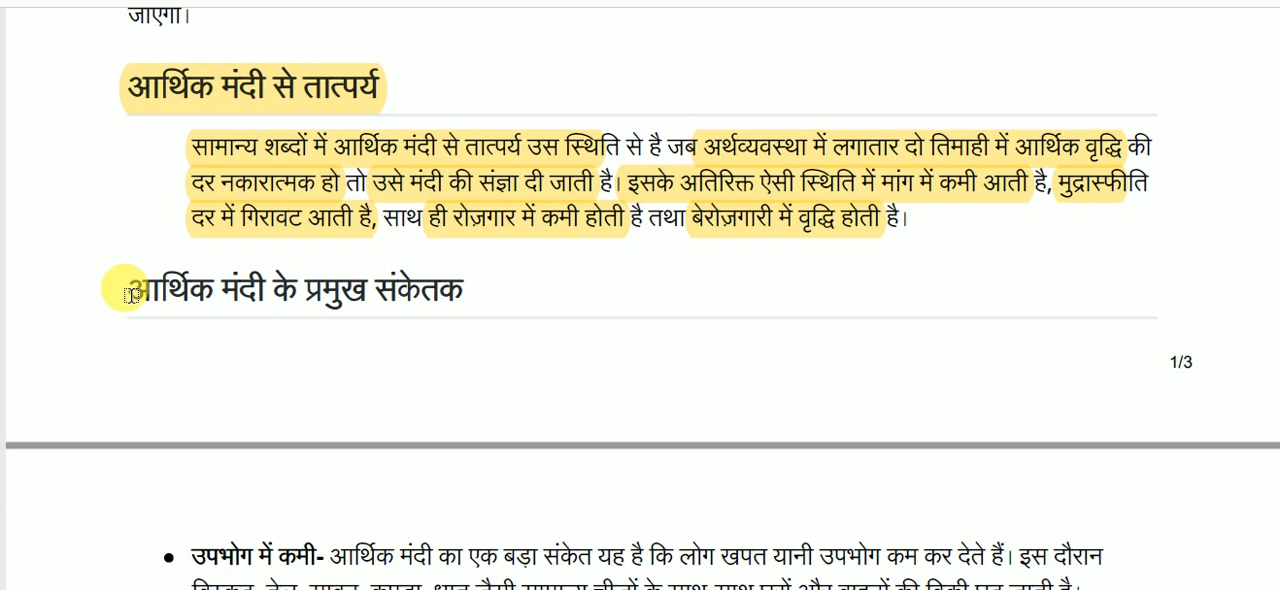 जाएगा।
आर्थिक मंदी से तात्पर्य
सामान्य शब्दों में आर्थिक मंदी से तात्पर्य उस स्थिति से है जब अर्थव्यवस्था में लगातार दो तिमाही में आर्थिक वृद्धि की
दर नकारात्मक हो तो उसे मंदी की संज्ञा दी जाती है। इसके अतिरिक्त ऐसी स्थिति में मांग में कमी आती है, मुद्रास्फीति
दर में गिरावट आती है, साथ ही रोज़गार में कमी होती है तथा बेरोज़गारी में वृद्धि होती है।
आर्थिक मंदी के प्रमुख संकेतक
1/3
• उपभोग में कमी- आर्थिक मंदी का एक बड़ा संकेत यह है कि लोग खपत यानी उपभोग कम कर देते हैं। इस दौरान